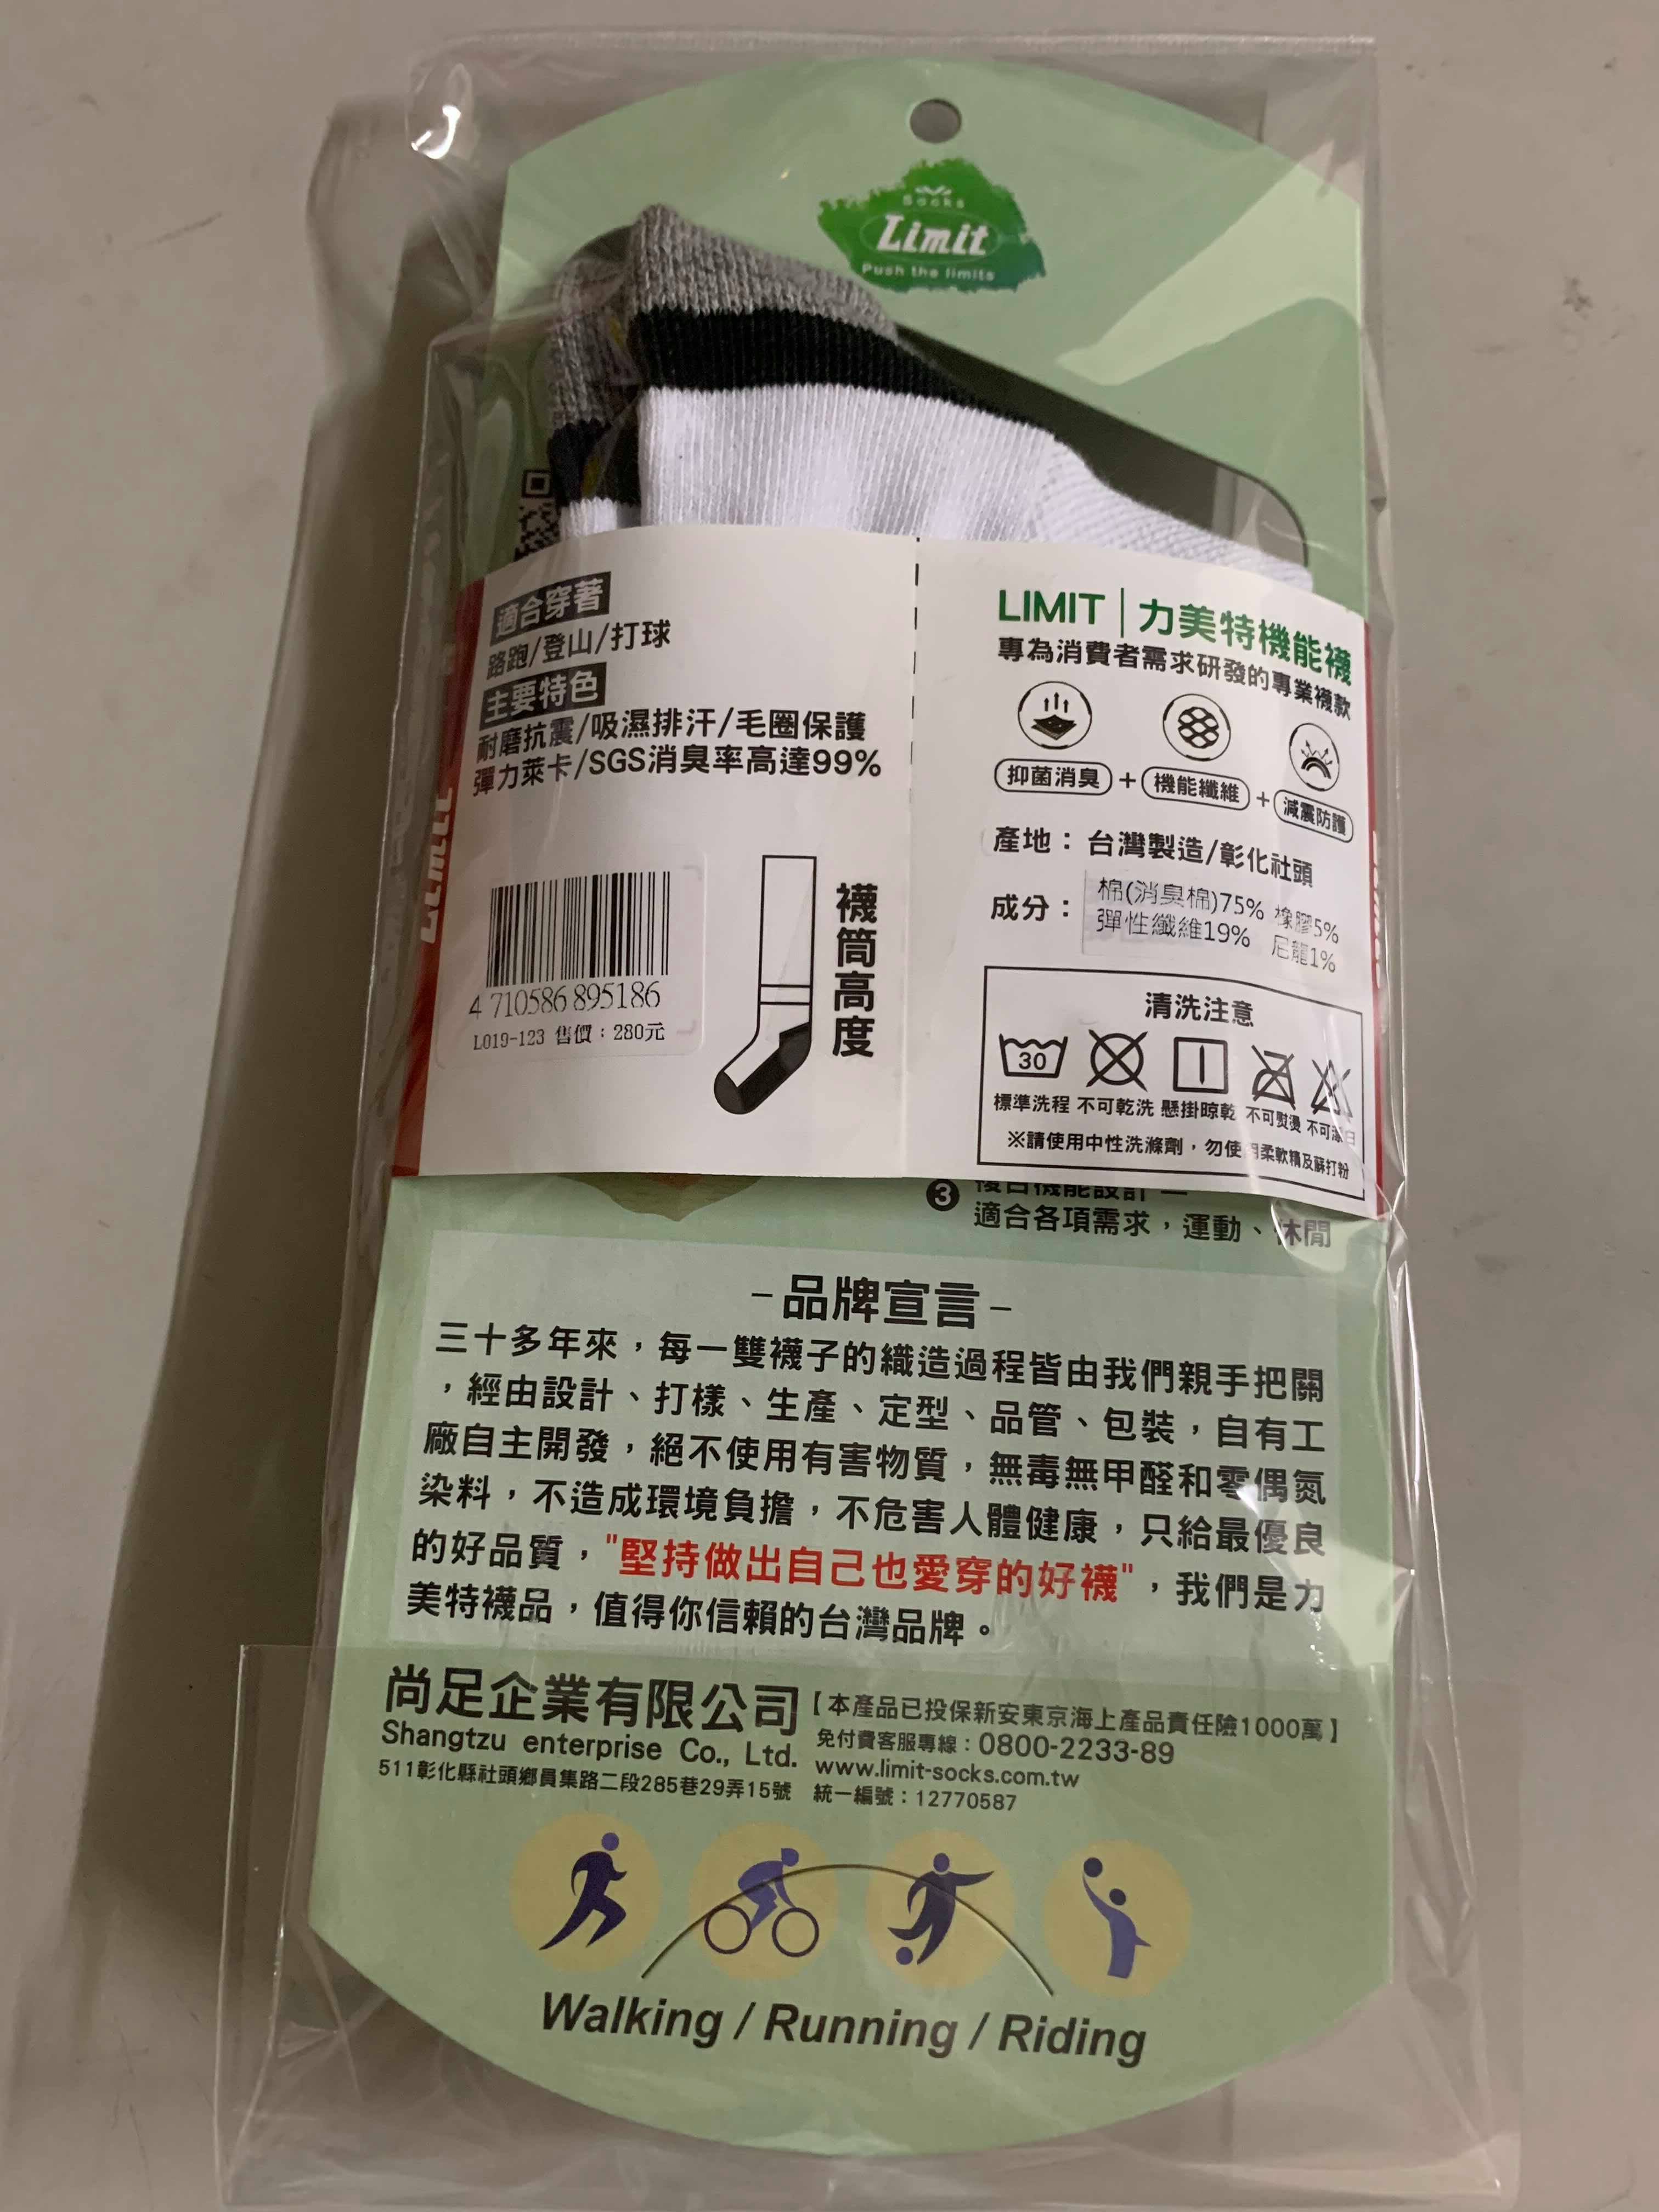 Socks
Limit
Push the limits
適合穿著
路跑/登山/打球
主要特色
耐磨抗震/吸濕排汗/毛圈保護
彈力萊卡/SGS消臭率高達99%
4 710586 895186
L019-123 售價：280元
襪筒高度
LIMIT | 力美特機能襪
專為消費者需求研發的專業襪款
抑菌消臭 + 機能纖維 + 減震防護
產地：台灣製造/彰化社頭
成分：棉(消臭棉)75% 橡膠5%
彈性纖維19% 尼龍1%
清洗注意
30
標準洗程 不可乾洗 懸掛晾乾 不可熨燙 不可漂白
※請使用中性洗滌劑，勿使用柔軟精及蘇打粉
3 複合機能設計
適合各項需求，運動、休閒
-品牌宣言-
三十多年來，每一雙襪子的織造過程皆由我們親手把關
，經由設計、打樣、生產、定型、品管、包裝，自有工
廠自主開發，絕不使用有害物質，無毒無甲醛和零偶氮
染料，不造成環境負擔，不危害人體健康，只給最優良
的好品質，"堅持做出自己也愛穿的好襪"，我們是力
美特襪品，值得你信賴的台灣品牌。
尚足企業有限公司
Shangtzu enterprise Co., Ltd.
511彰化縣社頭鄉員集路二段285巷29弄15號
【本產品已投保新安東京海上產品責任險1000萬】
免付費客服專線：0800-2233-89
www.limit-socks.com.tw
統一編號：12770587
Walking / Running / Riding